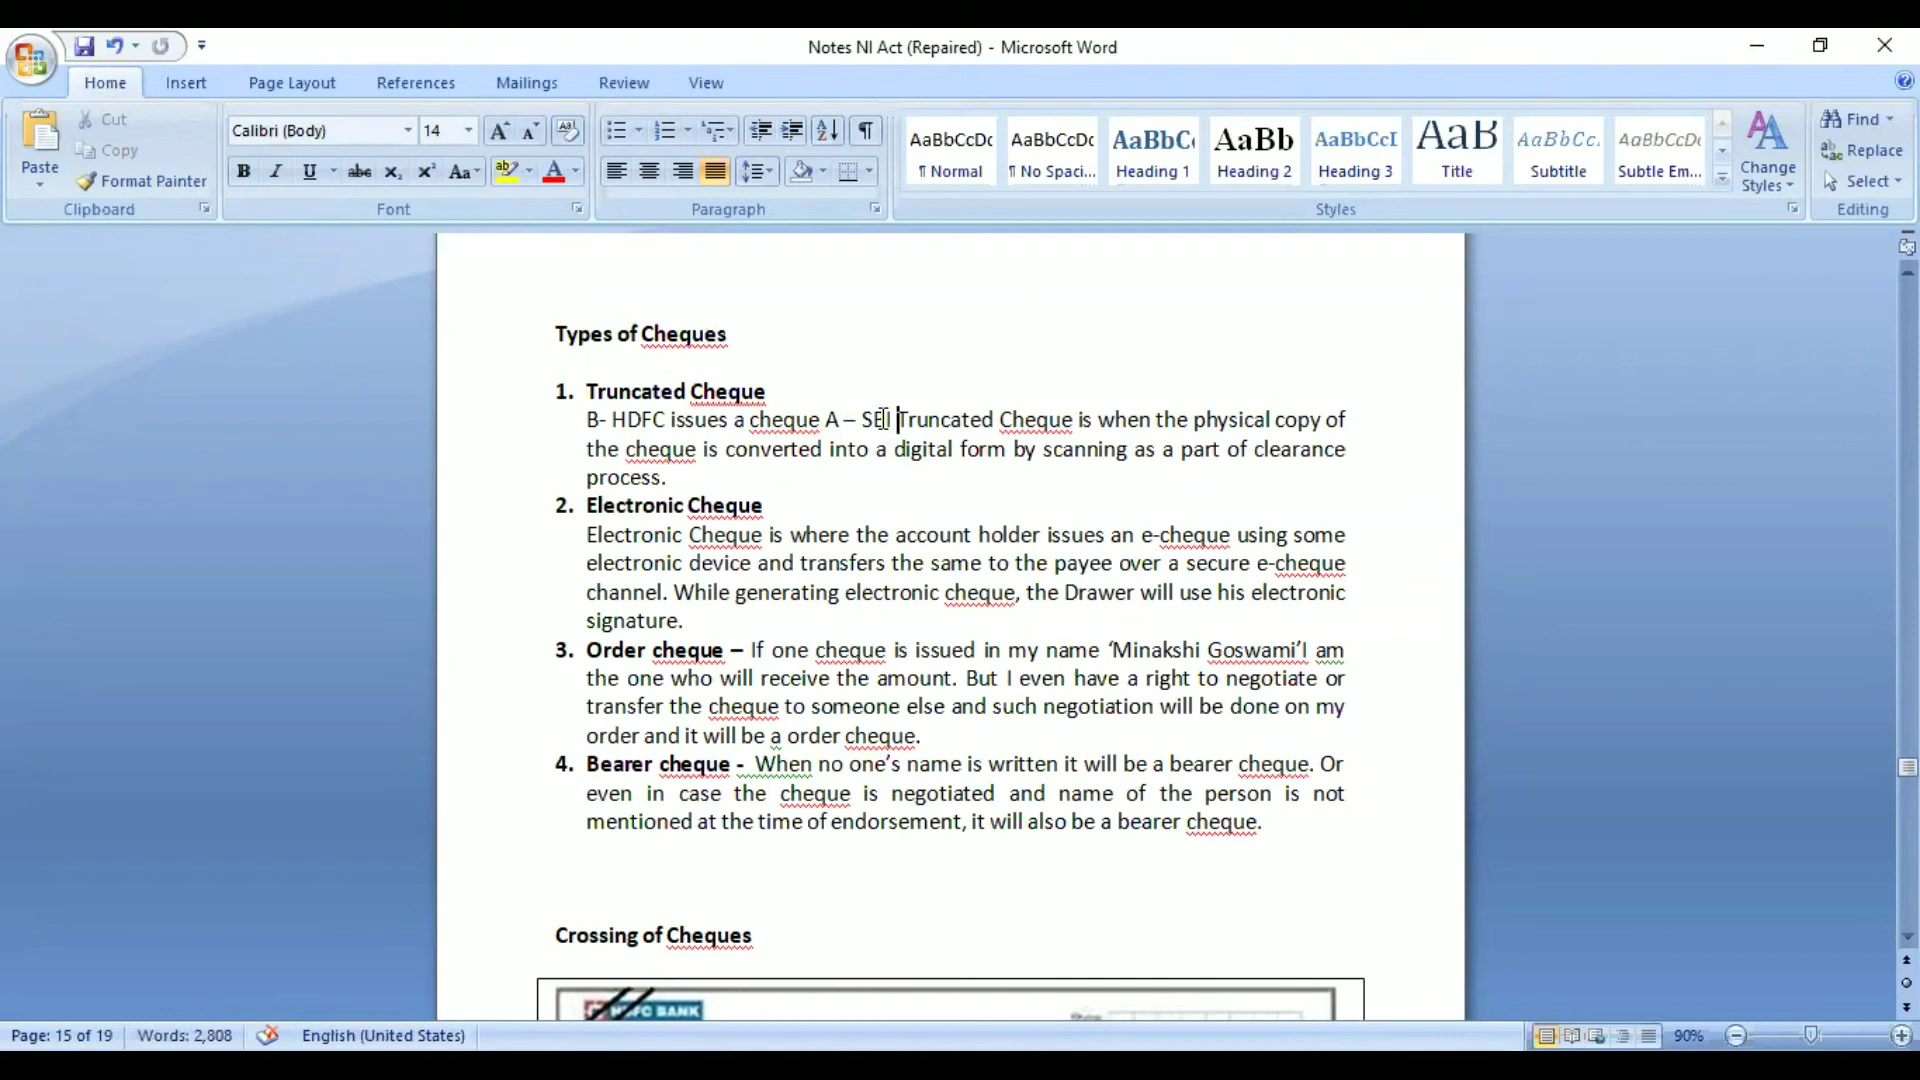 Notes NI Act (Repaired) - Microsoft Word
Home Insert Page Layout References Mailings Review View
Paste Cut Copy Format Painter
Clipboard
Calibri (Body) 14
Font
Paragraph
AaBbCcDc AaBbCcDc AaBbC AaBb AaBbCcI AaB AaBbCc. AaBbCcDc
¶ Normal ¶ No Spaci... Heading 1 Heading 2 Heading 3 Title Subtitle Subtle Em...
Change Styles
Styles
Find Replace Select
Editing
Types of Cheques
1. Truncated Cheque
B- HDFC issues a cheque A – SEI Truncated Cheque is when the physical copy of
the cheque is converted into a digital form by scanning as a part of clearance
process.
2. Electronic Cheque
Electronic Cheque is where the account holder issues an e-cheque using some
electronic device and transfers the same to the payee over a secure e-cheque
channel. While generating electronic cheque, the Drawer will use his electronic
signature.
3. Order cheque – If one cheque is issued in my name ‘Minakshi Goswami’I am
the one who will receive the amount. But I even have a right to negotiate or
transfer the cheque to someone else and such negotiation will be done on my
order and it will be a order cheque.
4. Bearer cheque - When no one’s name is written it will be a bearer cheque. Or
even in case the cheque is negotiated and name of the person is not
mentioned at the time of endorsement, it will also be a bearer cheque.
Crossing of Cheques
HDFC BANK
Page: 15 of 19 Words: 2,808 English (United States) 90%